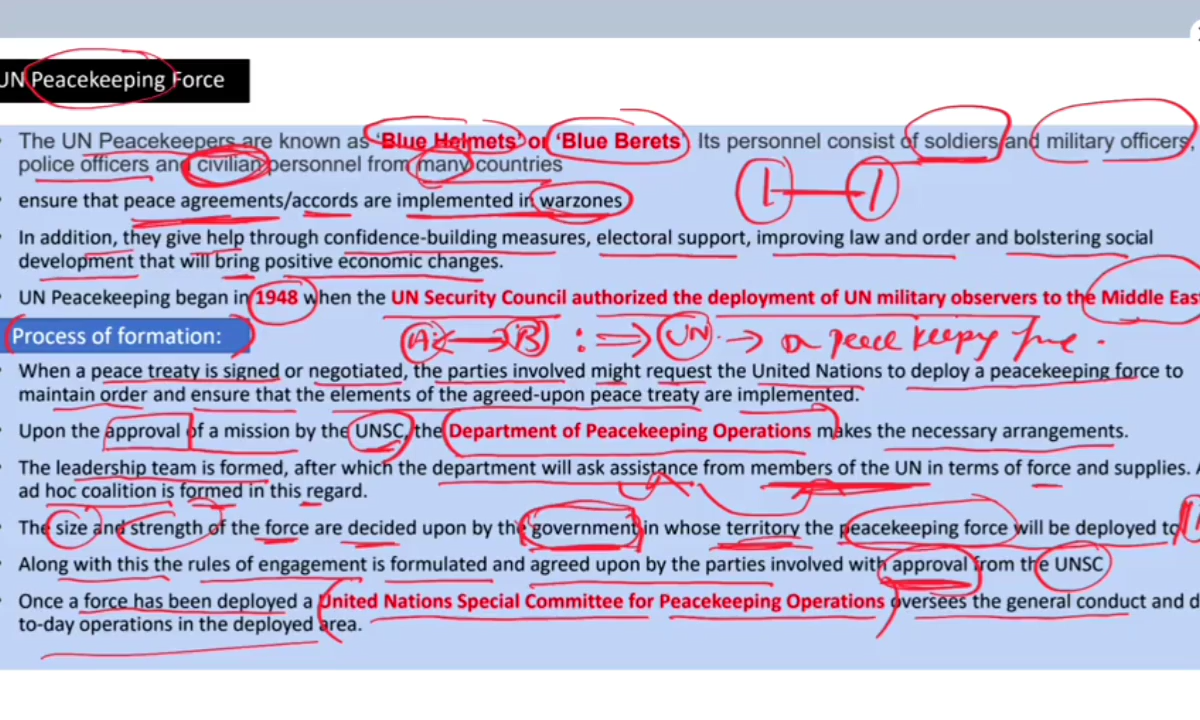 UN Peacekeeping Force
The UN Peacekeepers are known as 'Blue Helmets' or 'Blue Berets' Its personnel consist of soldiers and military officers,
police officers and civilian personnel from many countries
ensure that peace agreements/accords are implemented in warzones
1 1
In addition, they give help through confidence-building measures, electoral support, improving law and order and bolstering social
development that will bring positive economic changes.
UN Peacekeeping began in 1948 when the UN Security Council authorized the deployment of UN military observers to the Middle Eas
Process of formation:
A B : ⇒ UN → a peace keeping
When a peace treaty is signed or negotiated, the parties involved might request the United Nations to deploy a peacekeeping force to
maintain order and ensure that the elements of the agreed-upon peace treaty are implemented.
Upon the approval of a mission by the UNSC, the Department of Peacekeeping Operations makes the necessary arrangements.
The leadership team is formed, after which the department will ask assistance from members of the UN in terms of force and supplies. A
ad hoc coalition is formed in this regard.
The size and strength of the force are decided upon by the government in whose territory the peacekeeping force will be deployed to
Along with this the rules of engagement is formulated and agreed upon by the parties involved with approval from the UNSC
Once a force has been deployed a United Nations Special Committee for Peacekeeping Operations oversees the general conduct and d
to-day operations in the deployed area.